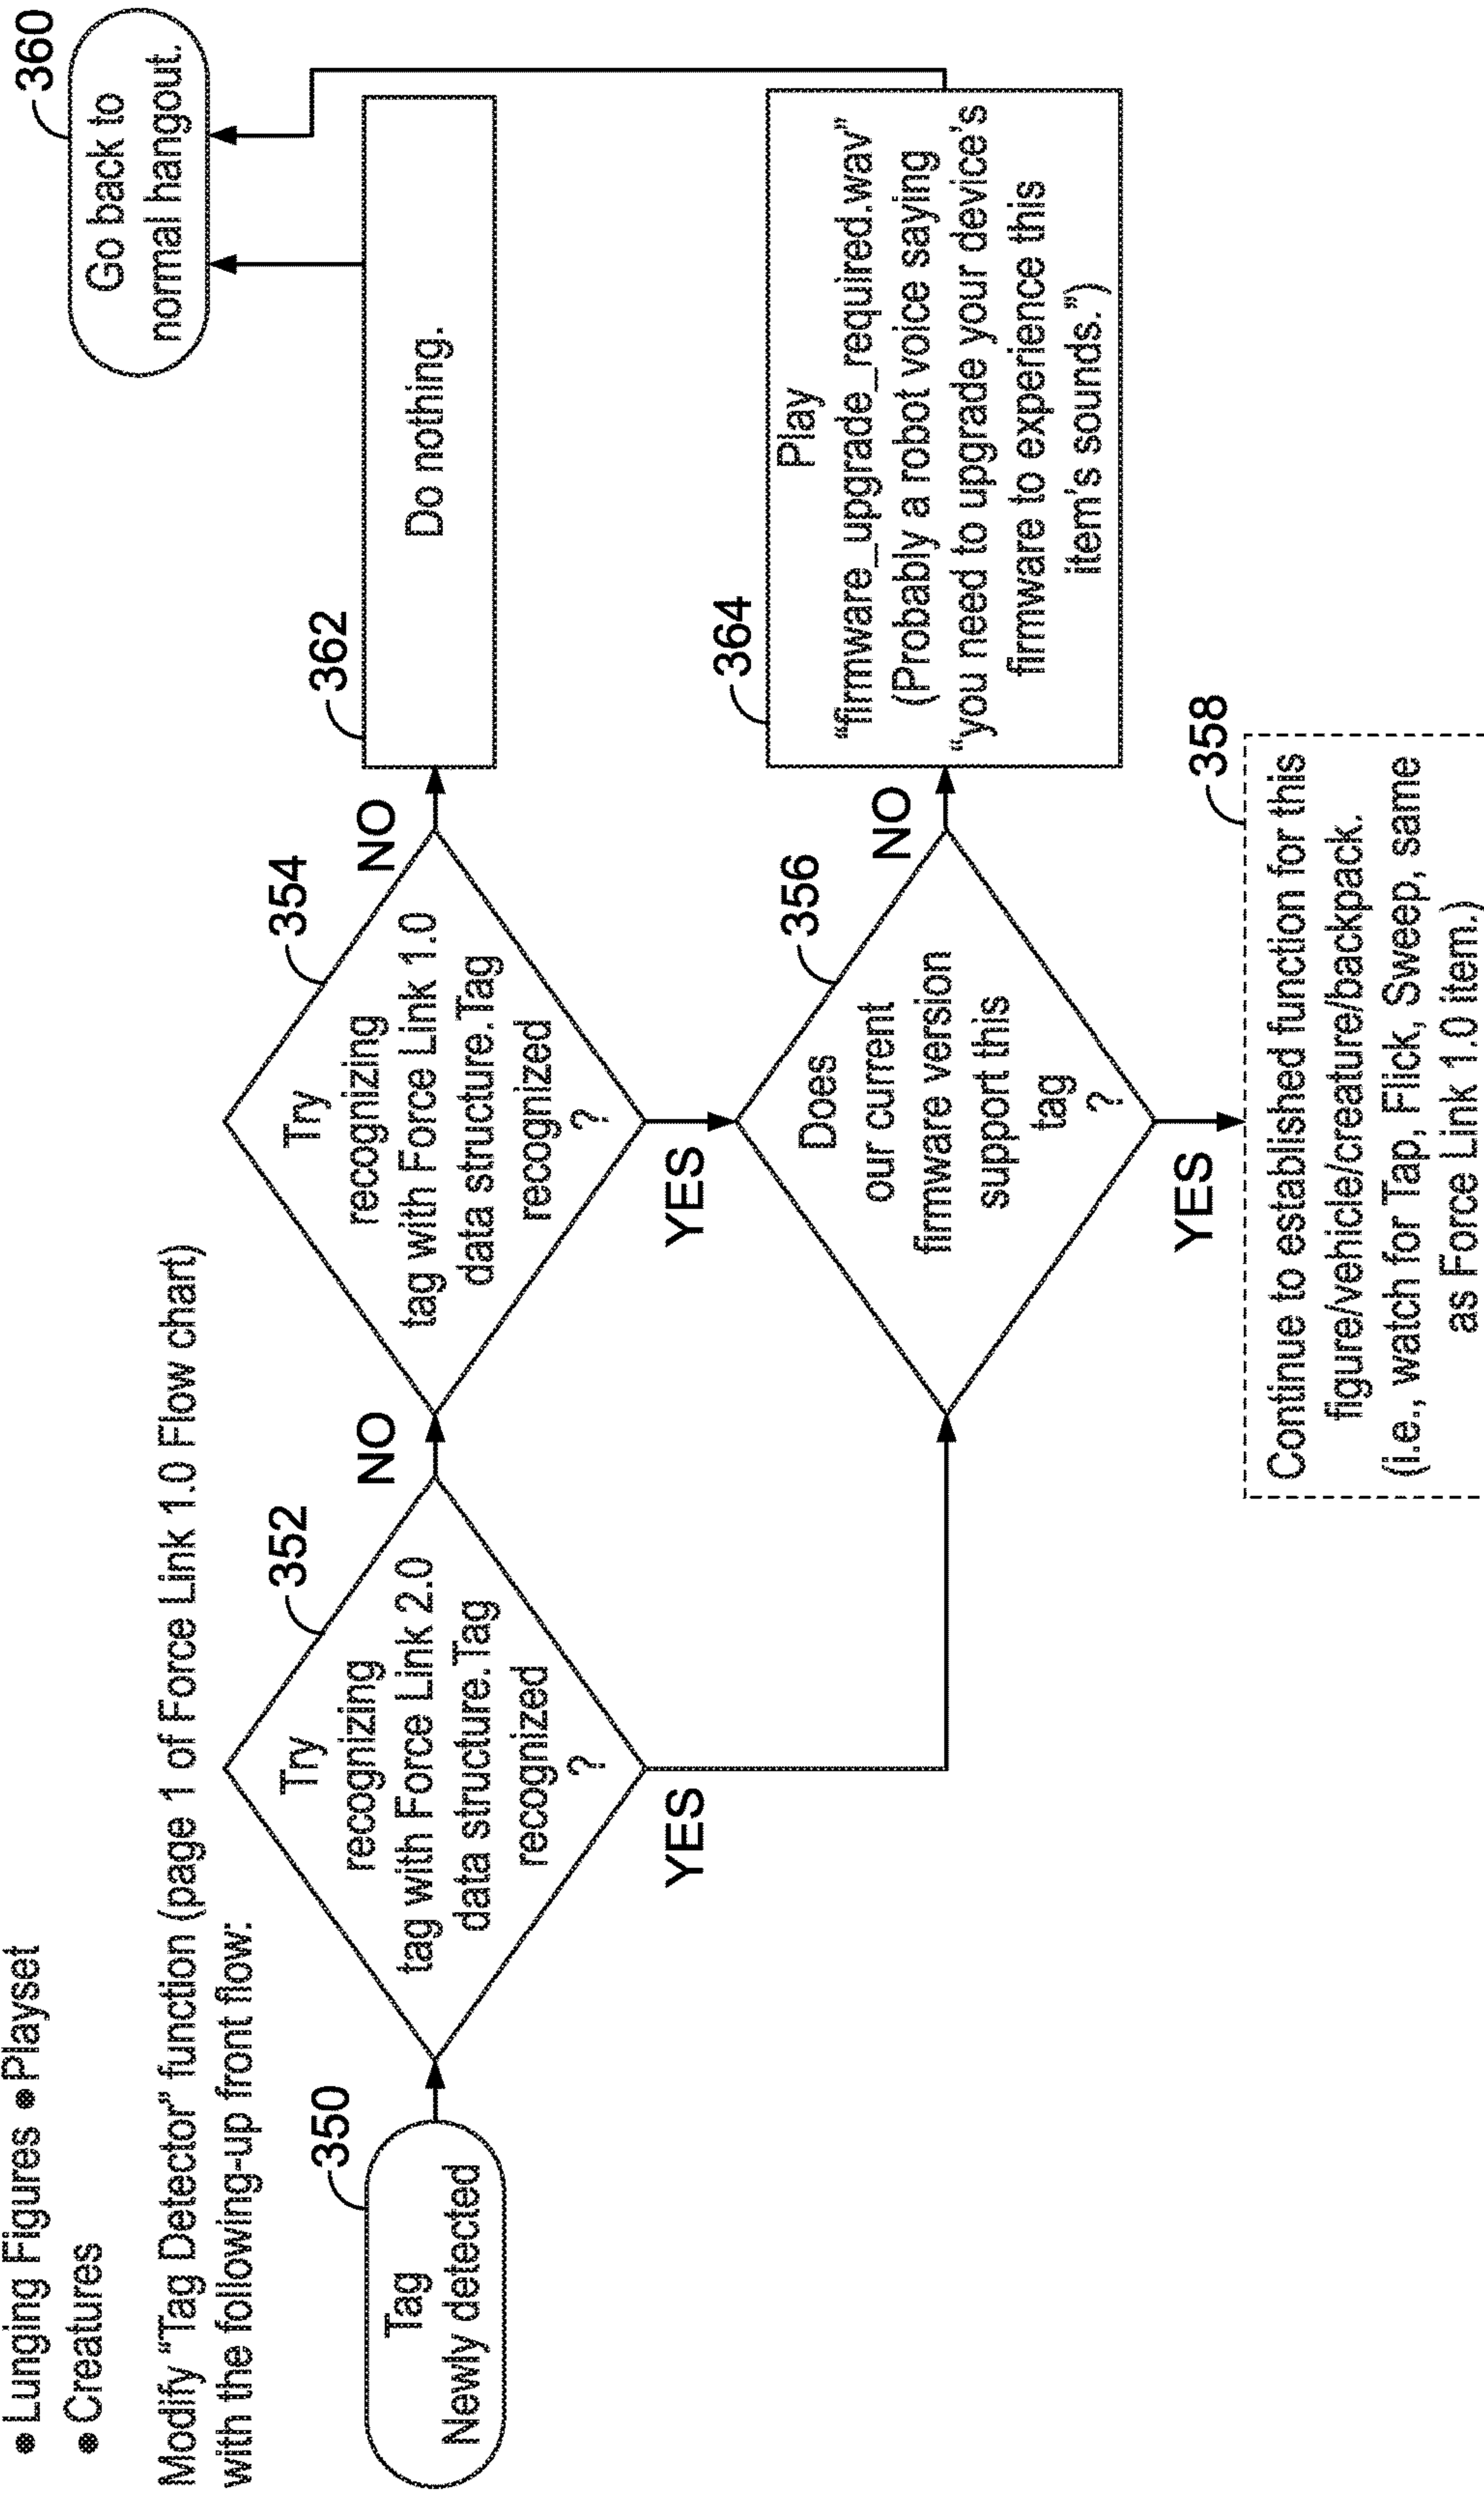 ● Lunging Figures ● Playset
● Creatures
Modify “Tag Detector” function (page 1 of Force Link 1.0 Flow chart)
with the following-up front flow:
350
Tag
Newly detected
352
Try
recognizing
tag with Force Link 2.0
data structure.Tag
recognized
?
NO
YES
354
Try
recognizing
tag with Force Link 1.0
data structure.Tag
recognized
?
NO
YES
362
Do nothing.
360
Go back to
normal hangout.
356
Does
our current
firmware version
support this
tag
?
NO
YES
364
Play
“firmware_upgrade_required.wav”
(Probably a robot voice saying
“you need to upgrade your device’s
firmware to experience this
item’s sounds.”)
358
Continue to established function for this
figure/vehicle/creature/backpack.
(i.e., watch for Tap, Flick, Sweep, same
as Force Link 1.0 item.)